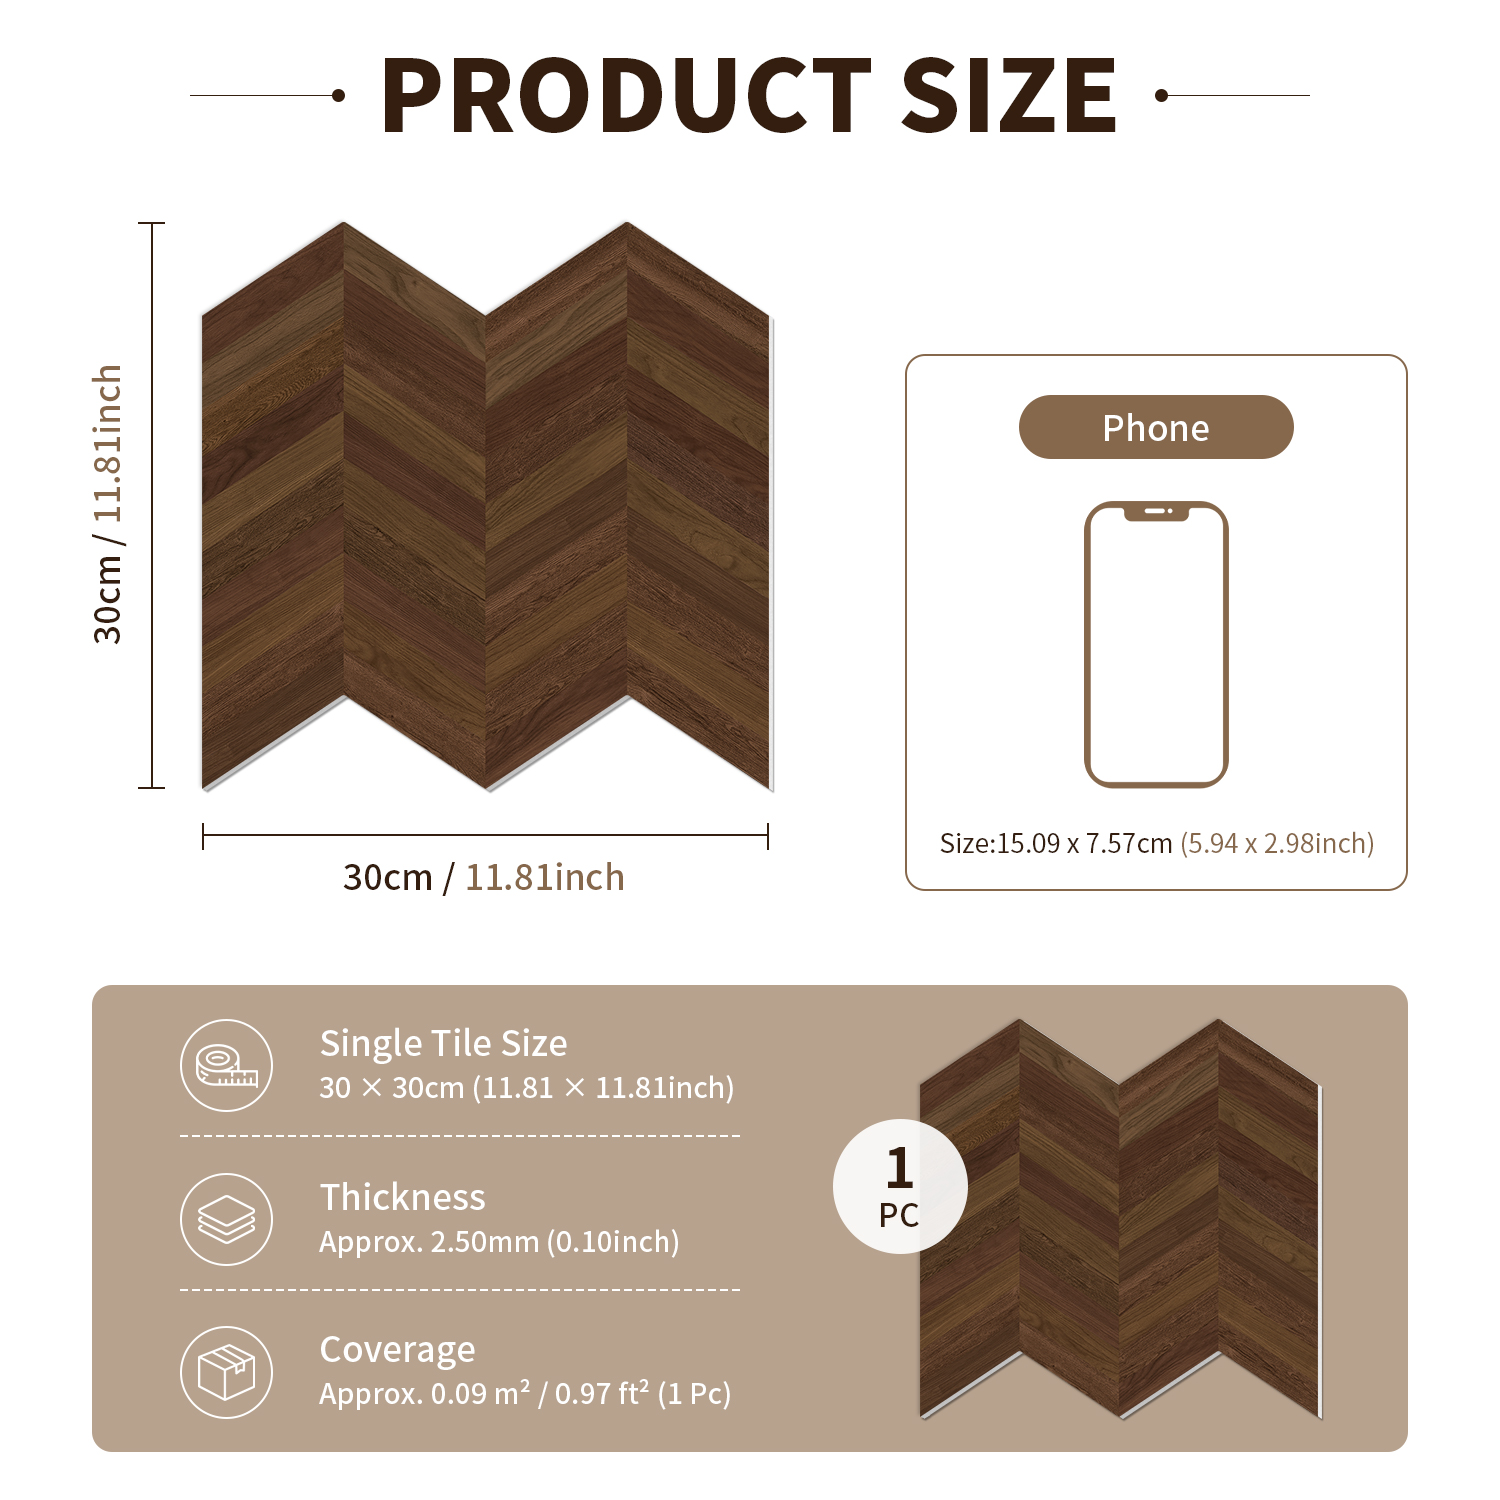 PRODUCT SIZE
30cm / 11.81inch
30cm / 11.81inch
Phone
Size:15.09 x 7.57cm (5.94 x 2.98inch)
Single Tile Size
30 × 30cm (11.81 × 11.81inch)
Thickness
Approx. 2.50mm (0.10inch)
Coverage
Approx. 0.09 m² / 0.97 ft² (1 Pc)
1
PC